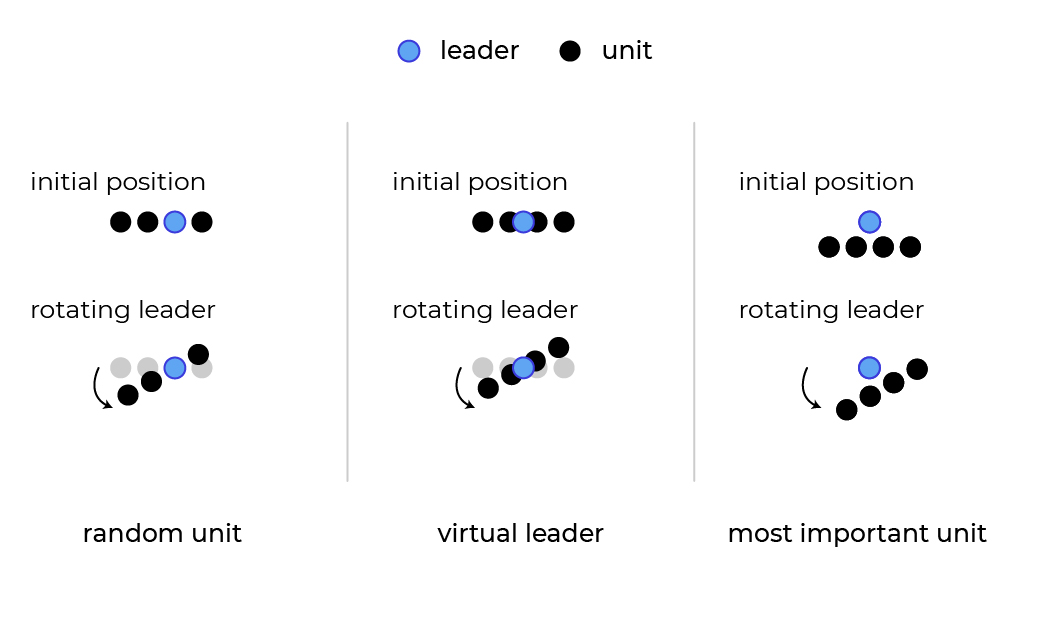 leader unit
initial position
rotating leader
random unit
initial position
rotating leader
virtual leader
initial position
rotating leader
most important unit